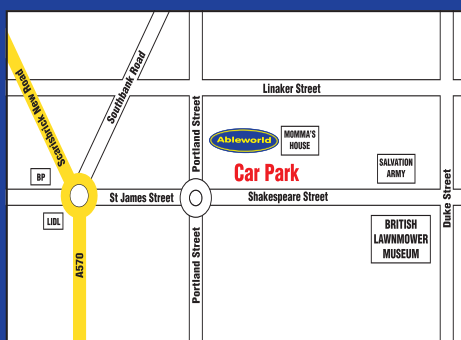 Scarisbrick New Road
Southbank Road
Linaker Street
Portland Street
Ableworld
MOMMA'S
HOUSE
Car Park
BP
SALVATION
ARMY
St James Street
Shakespeare Street
Duke Street
LIDL
BRITISH
LAWNMOWER
MUSEUM
A570
Portland Street